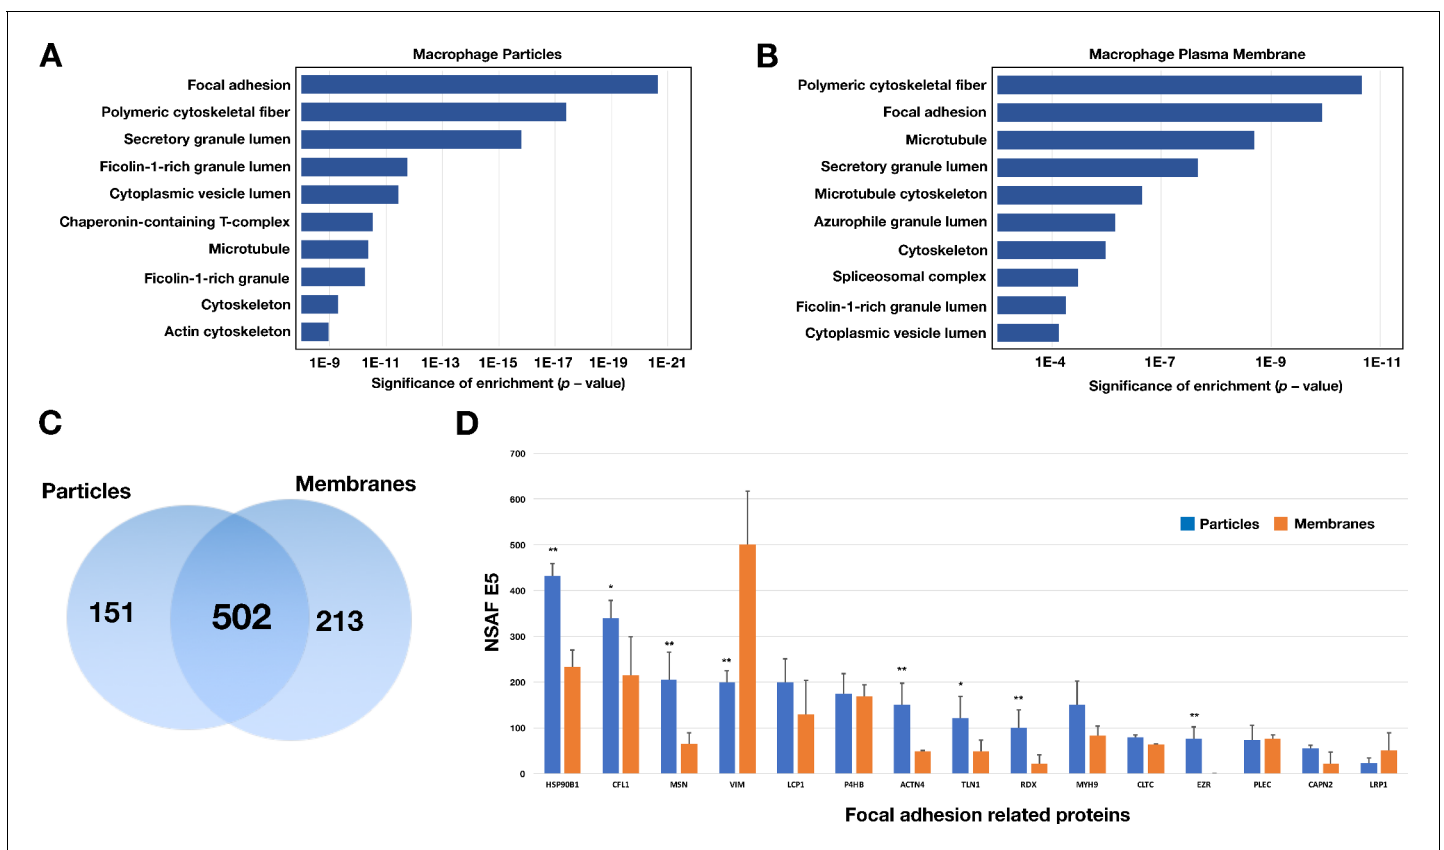 A
Macrophage Particles
Focal adhesion
Polymeric cytoskeletal fiber
Secretory granule lumen
Ficolin-1-rich granule lumen
Cytoplasmic vesicle lumen
Chaperonin-containing T-complex
Microtubule
Ficolin-1-rich granule
Cytoskeleton
Actin cytoskeleton
1E-9 1E-11 1E-13 1E-15 1E-17 1E-19 1E-21
Significance of enrichment (p – value)
B
Macrophage Plasma Membrane
Polymeric cytoskeletal fiber
Focal adhesion
Microtubule
Secretory granule lumen
Microtubule cytoskeleton
Azurophile granule lumen
Cytoskeleton
Spliceosomal complex
Ficolin-1-rich granule lumen
Cytoplasmic vesicle lumen
1E-4 1E-7 1E-9 1E-11
Significance of enrichment (p – value)
C
Particles
Membranes
151
502
213
D
NSAF E5
700
600
500
400
300
200
100
0
Particles Membranes
** * ** ** ** * ** **
HSP90B1 CFL1 MSN VIM LCP1 P4HB ACTN4 TLN1 RDX MYH9 CLTC EZR PLEC CAPN2 LRP1
Focal adhesion related proteins